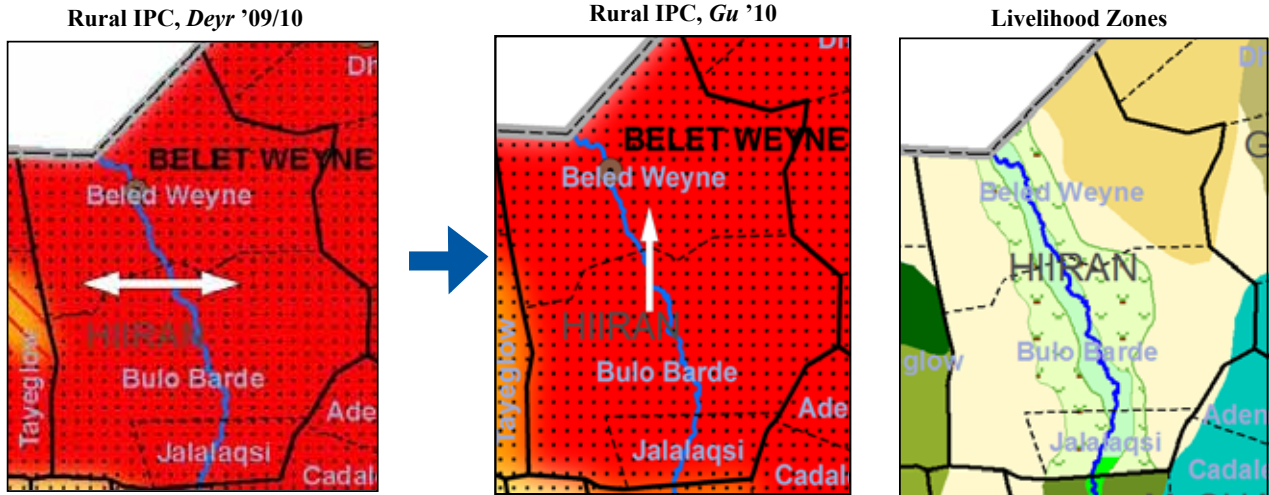 Rural IPC, Deyr ’09/10
Dh
BELET WEYNE
Beled Weyne
HIIRAN
Tayeglow
Bulo Barde
Ade
Jalalaqsi
Cadale
Rural IPC, Gu ’10
BELET WEYNE
Beled Weyne
HIIRAN
Tayeglow
Bulo Barde
Ade
Jalalaqsi
Cadal
Livelihood Zones
Beled Weyne
HIIRAN
glow
Bulo Barde
Aden
Jalalaqsi
Cadale